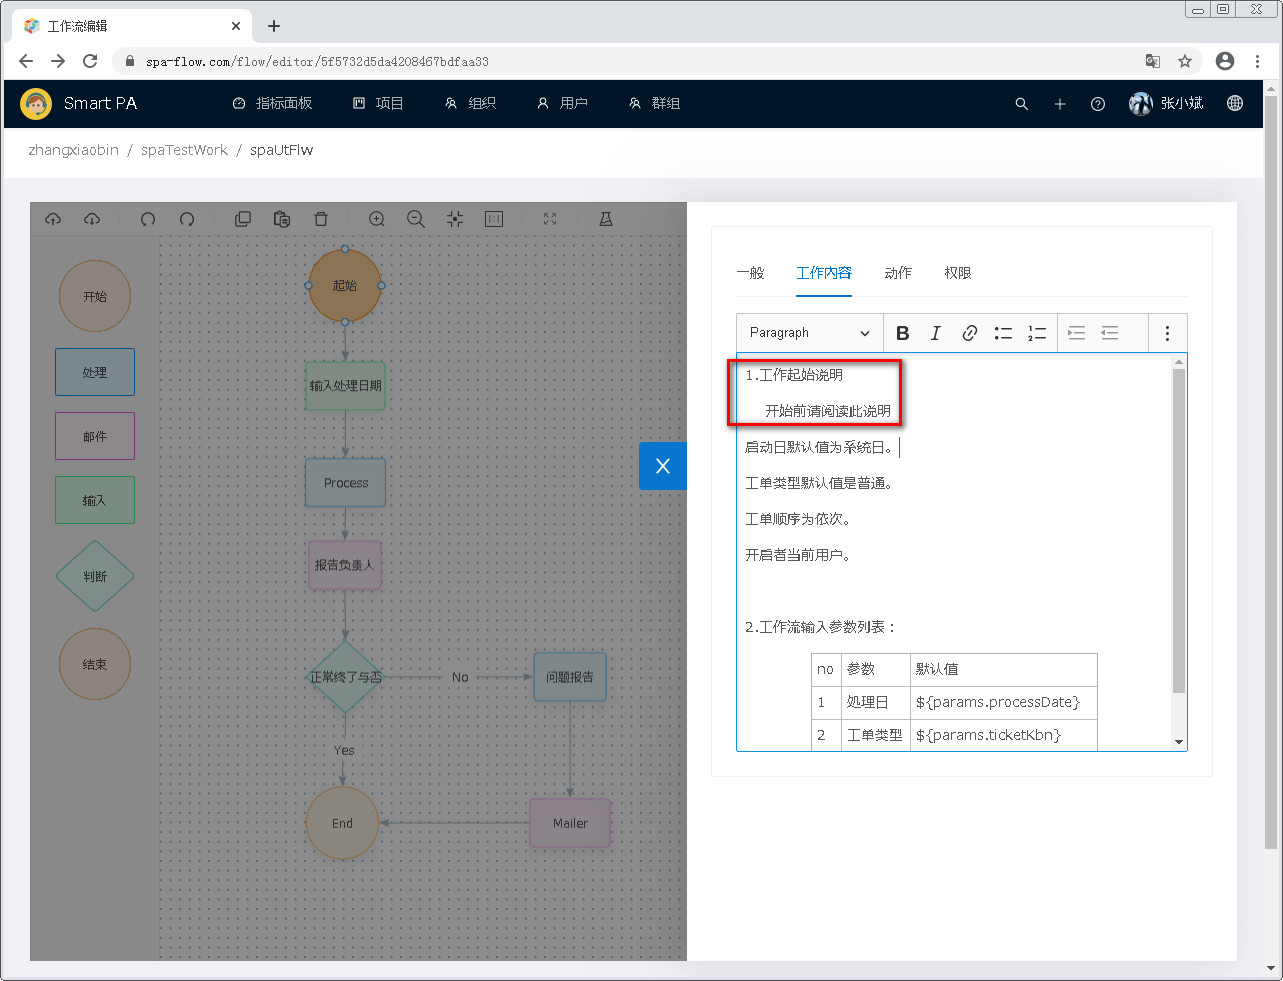 工作流编辑
spa-flow.com/flow/editor/5f5732d5da4208467bdfaa33
Smart PA
指标面板
项目
组织
用户
群组
张小斌
zhangxiaobin / spaTestWork / spaUtFlw
1:1
开始
处理
邮件
输入
判断
结束
起始
输入处理日期
Process
报告负责人
正常终了与否
No
问题报告
Yes
End
Mailer
一般
工作内容
动作
权限
Paragraph
B I
1.工作起始说明
开始前请阅读此说明
启动日默认值为系统日。
工单类型默认值是普通。
工单顺序为依次。
开启者当前用户。
2.工作流输入参数列表：
no 参数 默认值
1 处理日 ${params.processDate}
2 工单类型 ${params.ticketKbn}